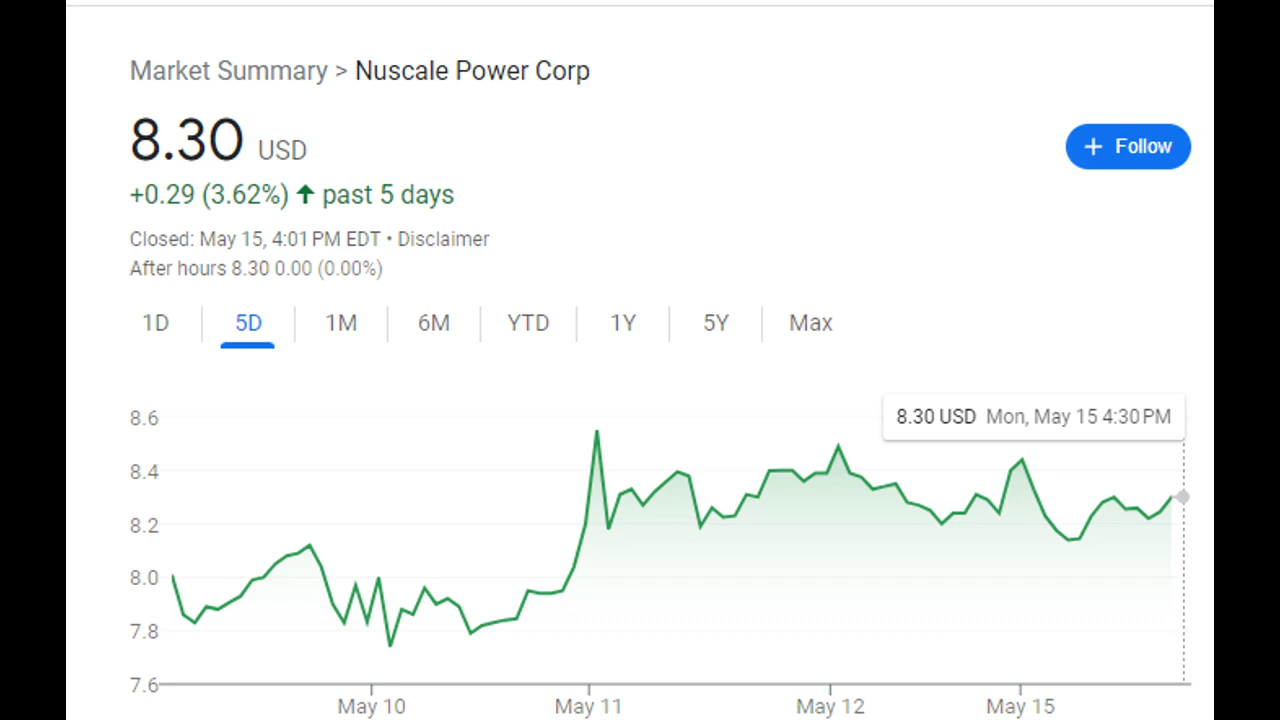 Market Summary > Nuscale Power Corp
8.30 USD
+ Follow
+0.29 (3.62%) ↑ past 5 days
Closed: May 15, 4:01 PM EDT • Disclaimer
After hours 8.30 0.00 (0.00%)
1D 5D 1M 6M YTD 1Y 5Y Max
8.30 USD Mon, May 15 4:30 PM
8.6
8.4
8.2
8.0
7.8
7.6
May 10 May 11 May 12 May 15